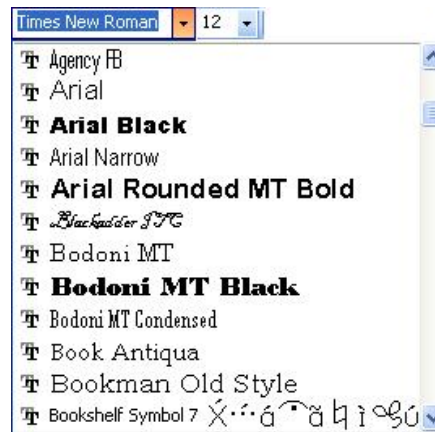 Times New Roman 12
Agency FB
Arial
Arial Black
Arial Narrow
Arial Rounded MT Bold
Blackadder ITC
Bodoni MT
Bodoni MT Black
Bodoni MT Condensed
Book Antiqua
Bookman Old Style
Bookshelf Symbol 7